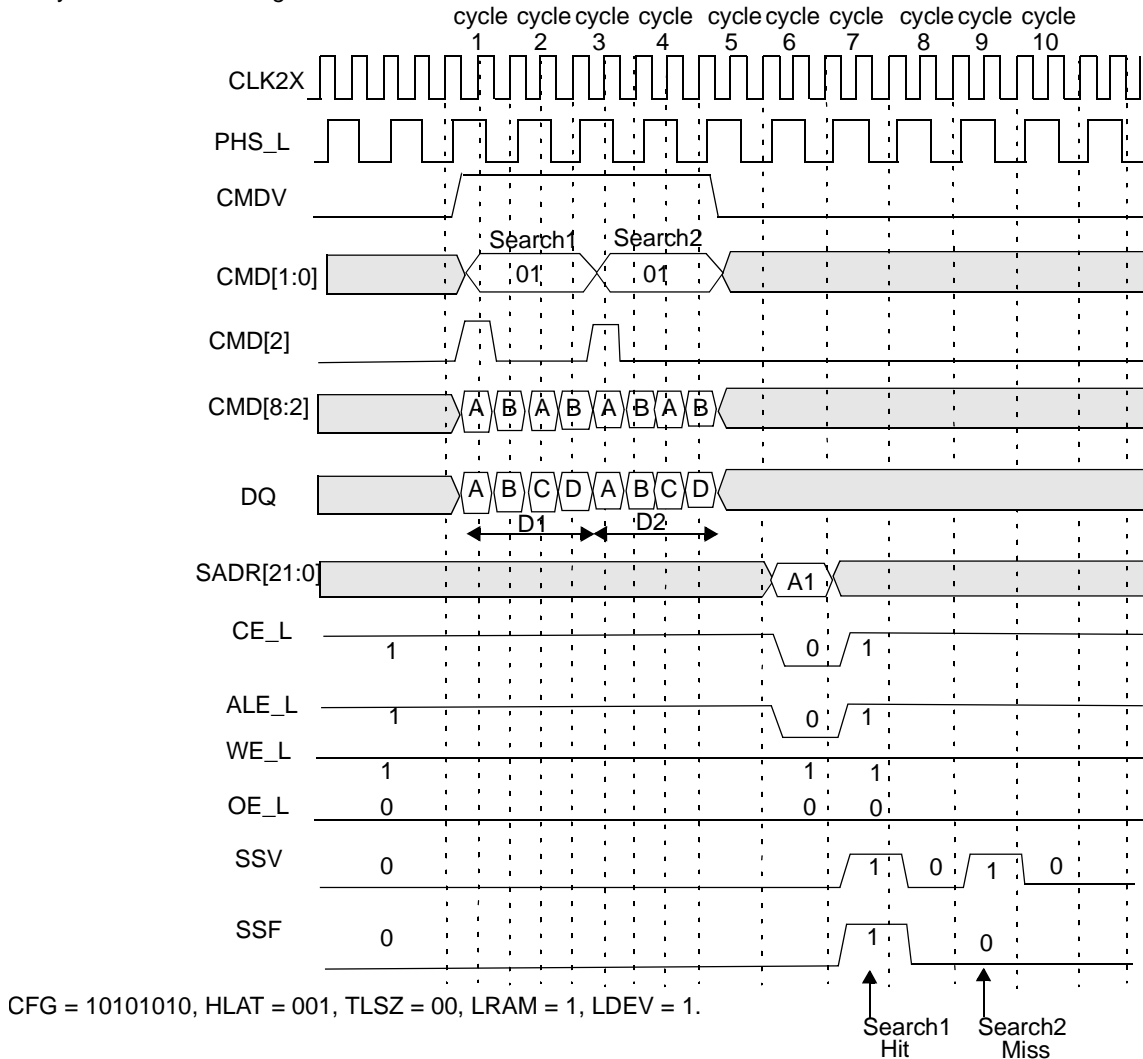 cycle cycle cycle cycle cycle cycle cycle cycle cycle cycle
1 2 3 4 5 6 7 8 9 10
CLK2X
PHS_L
CMDV
Search1 Search2
CMD[1:0] 01 01
CMD[2]
CMD[8:2] A B A B A B A B
DQ A B C D A B C D
D1 D2
SADR[21:0] A1
CE_L 1 0 1
ALE_L 1 0 1
WE_L 1 1 1
OE_L 0 0 0
SSV 0 1 0 1 0
SSF 0 1 0
CFG = 10101010, HLAT = 001, TLSZ = 00, LRAM = 1, LDEV = 1.
Search1 Search2
Hit Miss